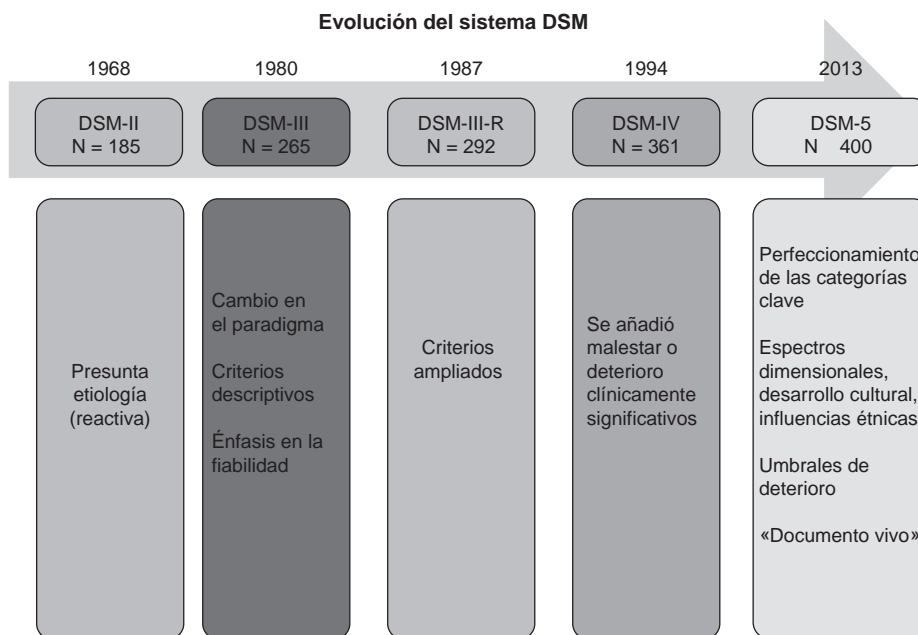 Evolución del sistema DSM
1968
1980
1987
1994
2013
DSM-II
N = 185
DSM-III
N = 265
DSM-III-R
N = 292
DSM-IV
N = 361
DSM-5
N 400
Presunta
etiología
(reactiva)
Cambio en
el paradigma
Criterios
descriptivos
Énfasis en la
fiabilidad
Criterios
ampliados
Se añadió
malestar o
deterioro
clínicamente
significativos
Perfeccionamiento
de las categorías
clave
Espectros
dimensionales,
desarrollo cultural,
influencias étnicas
Umbrales de
deterioro
«Documento vivo»